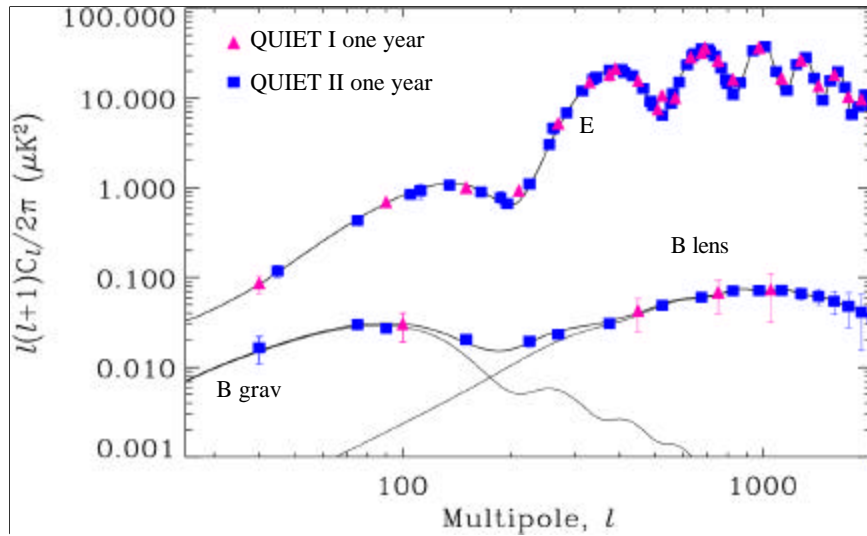 100.000
QUIET I one year
QUIET II one year
10.000
E
1.000
B lens
0.100
0.010
B grav
0.001
100
1000
l(l+1)Cl/2π (μK²)
Multipole, l